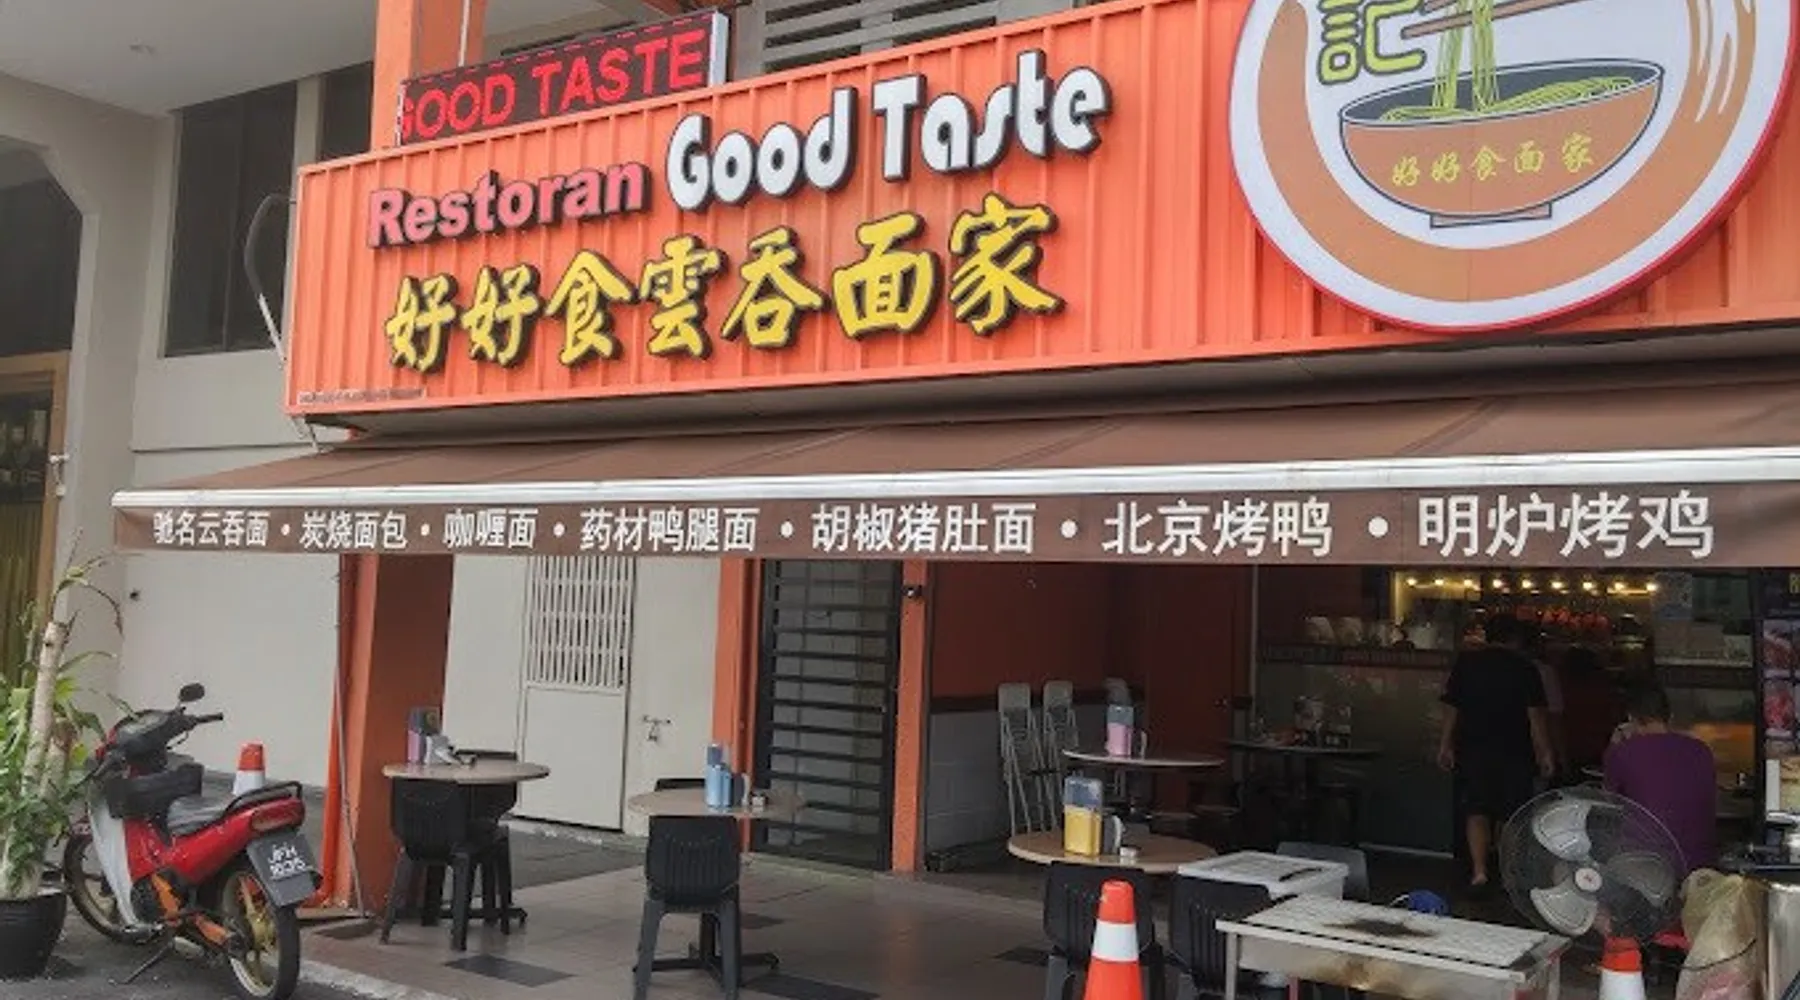 GOOD TASTE
Restoran Good Taste
好好食雲吞面家
記
好好食面家
驰名云吞面 • 炭烧面包 • 咖喱面 • 药材鸭腿面 • 胡椒猪肚面 • 北京烤鸭 • 明炉烤鸡
JFH
1635